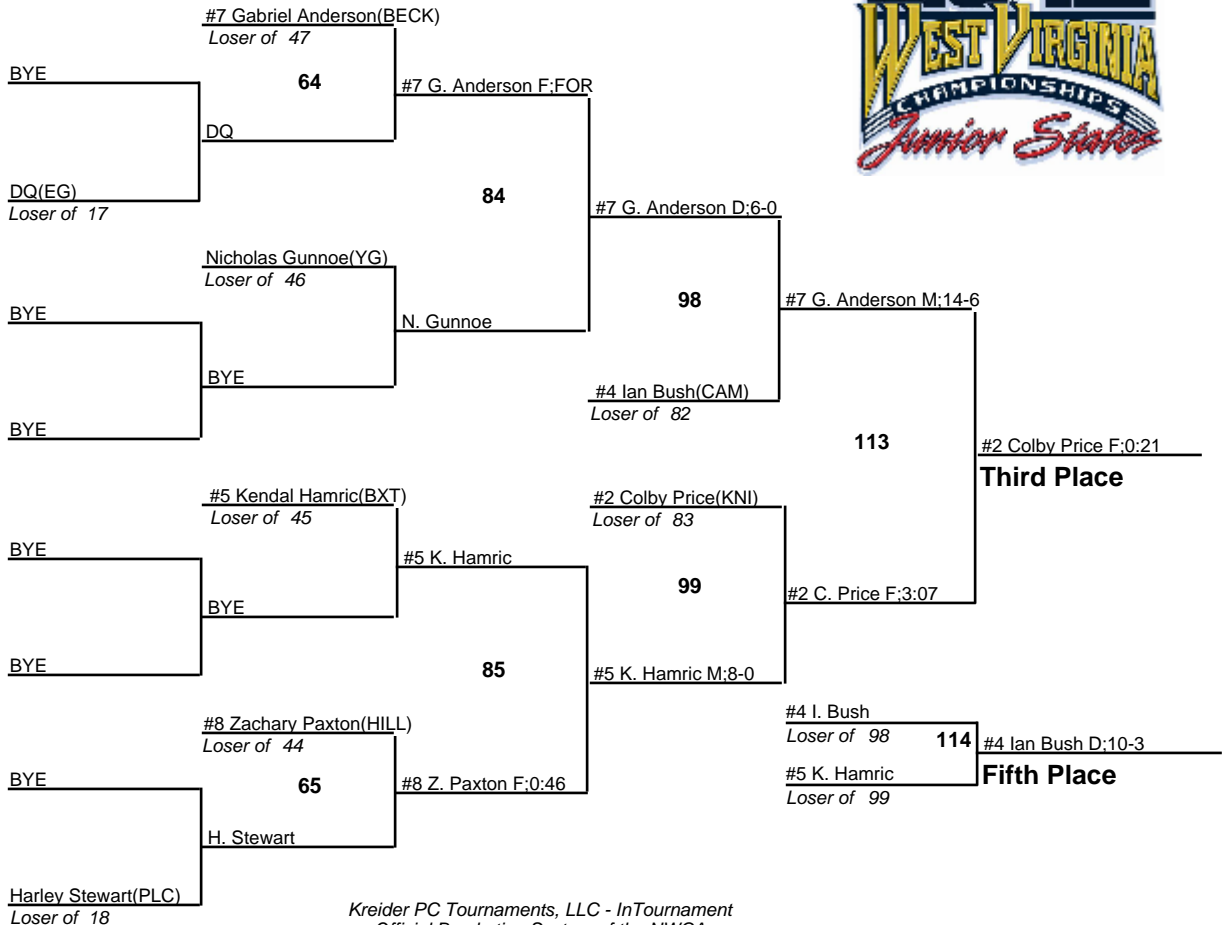 #7 Gabriel Anderson(BECK)
Loser of 47
BYE
64
#7 G. Anderson F;FOR
DQ
DQ(EG)
Loser of 17
84
#7 G. Anderson D;6-0
Nicholas Gunnoe(YG)
Loser of 46
BYE
N. Gunnoe
98
#7 G. Anderson M;14-6
BYE
#4 Ian Bush(CAM)
Loser of 82
BYE
113
#2 Colby Price F;0:21
Third Place
#5 Kendal Hamric(BXT)
Loser of 45
#2 Colby Price(KNI)
Loser of 83
BYE
#5 K. Hamric
99
#2 C. Price F;3:07
BYE
BYE
85
#5 K. Hamric M;8-0
#8 Zachary Paxton(HILL)
Loser of 44
#4 I. Bush
Loser of 98
114
#4 Ian Bush D;10-3
Fifth Place
#5 K. Hamric
Loser of 99
BYE
65
#8 Z. Paxton F;0:46
H. Stewart
Harley Stewart(PLC)
Loser of 18
WEST VIRGINIA
CHAMPIONSHIPS
Junior States
Kreider PC Tournaments, LLC - InTournament